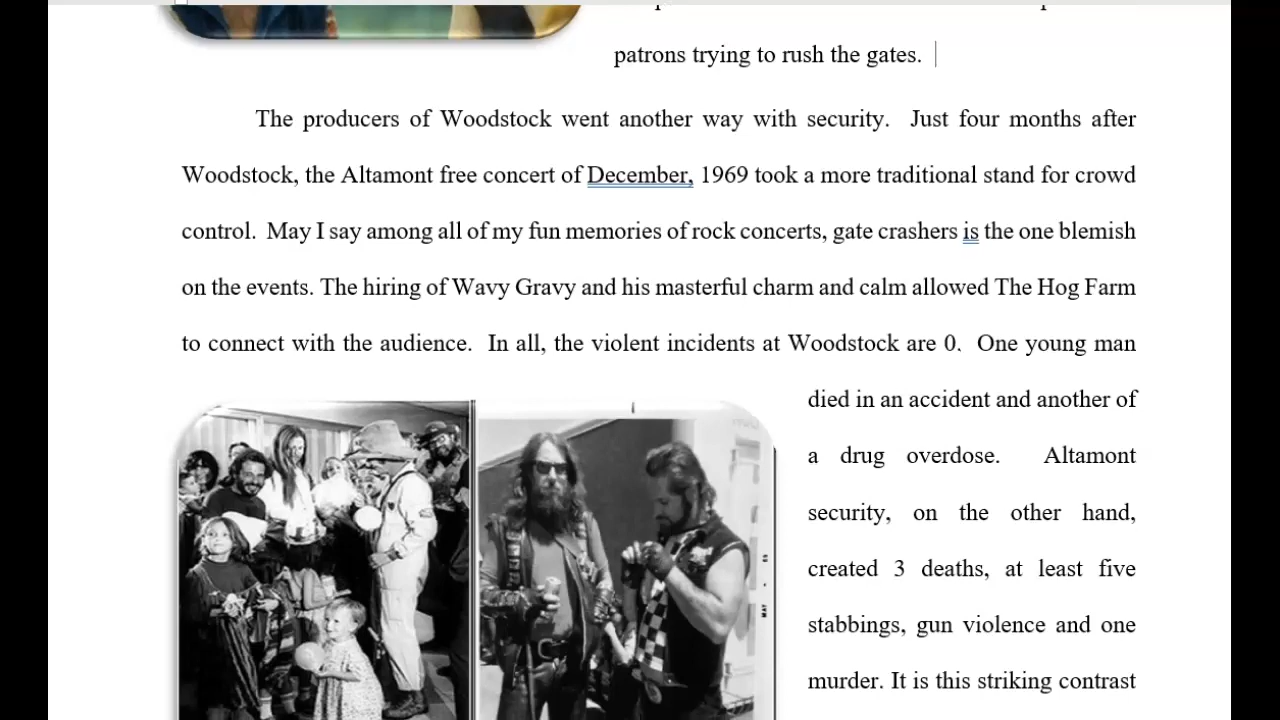 patrons trying to rush the gates.
The producers of Woodstock went another way with security. Just four months after
Woodstock, the Altamont free concert of December, 1969 took a more traditional stand for crowd
control. May I say among all of my fun memories of rock concerts, gate crashers is the one blemish
on the events. The hiring of Wavy Gravy and his masterful charm and calm allowed The Hog Farm
to connect with the audience. In all, the violent incidents at Woodstock are 0. One young man
died in an accident and another of
a drug overdose. Altamont
security, on the other hand,
created 3 deaths, at least five
stabbings, gun violence and one
murder. It is this striking contrast
MAY • 69